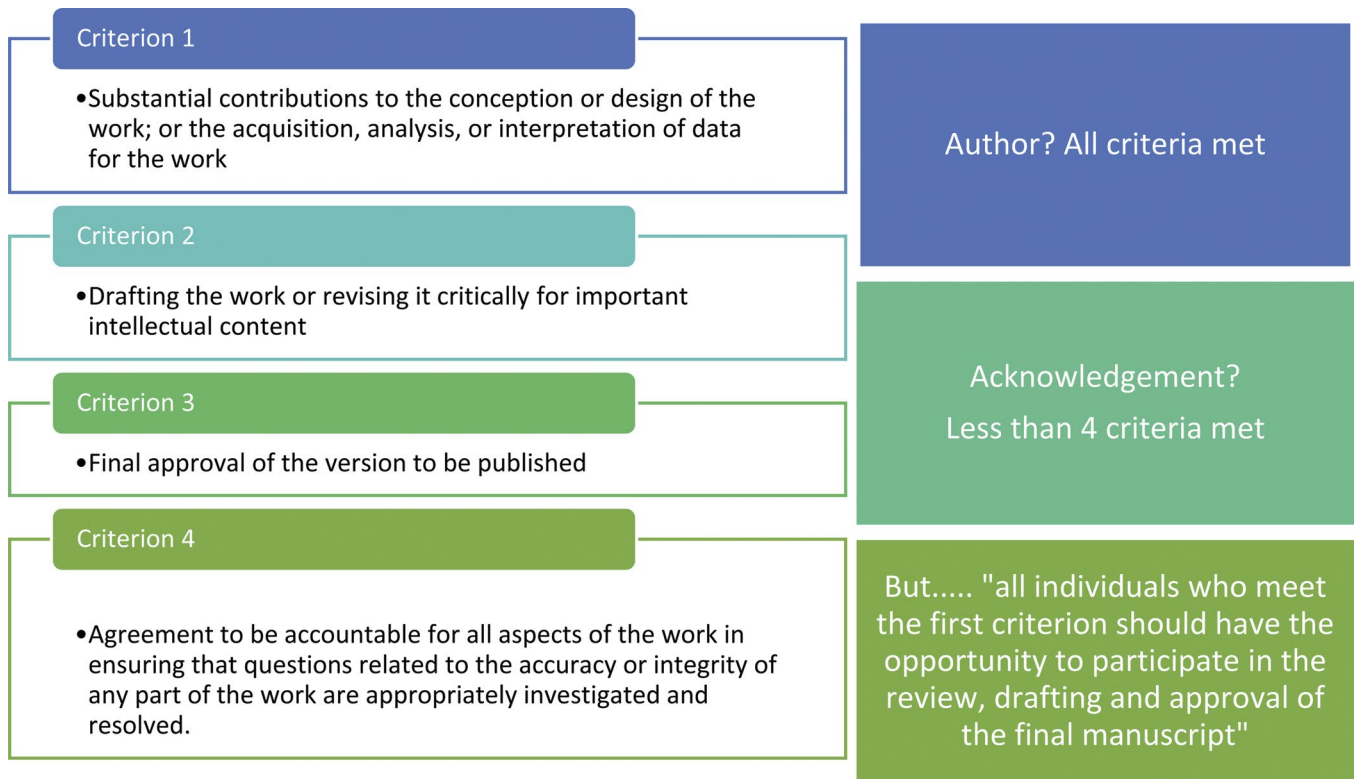 Criterion 1
•Substantial contributions to the conception or design of the
work; or the acquisition, analysis, or interpretation of data
for the work
Criterion 2
•Drafting the work or revising it critically for important
intellectual content
Criterion 3
•Final approval of the version to be published
Criterion 4
•Agreement to be accountable for all aspects of the work in
ensuring that questions related to the accuracy or integrity of
any part of the work are appropriately investigated and
resolved.
Author? All criteria met
Acknowledgement?
Less than 4 criteria met
But..... "all individuals who meet
the first criterion should have the
opportunity to participate in the
review, drafting and approval of
the final manuscript"